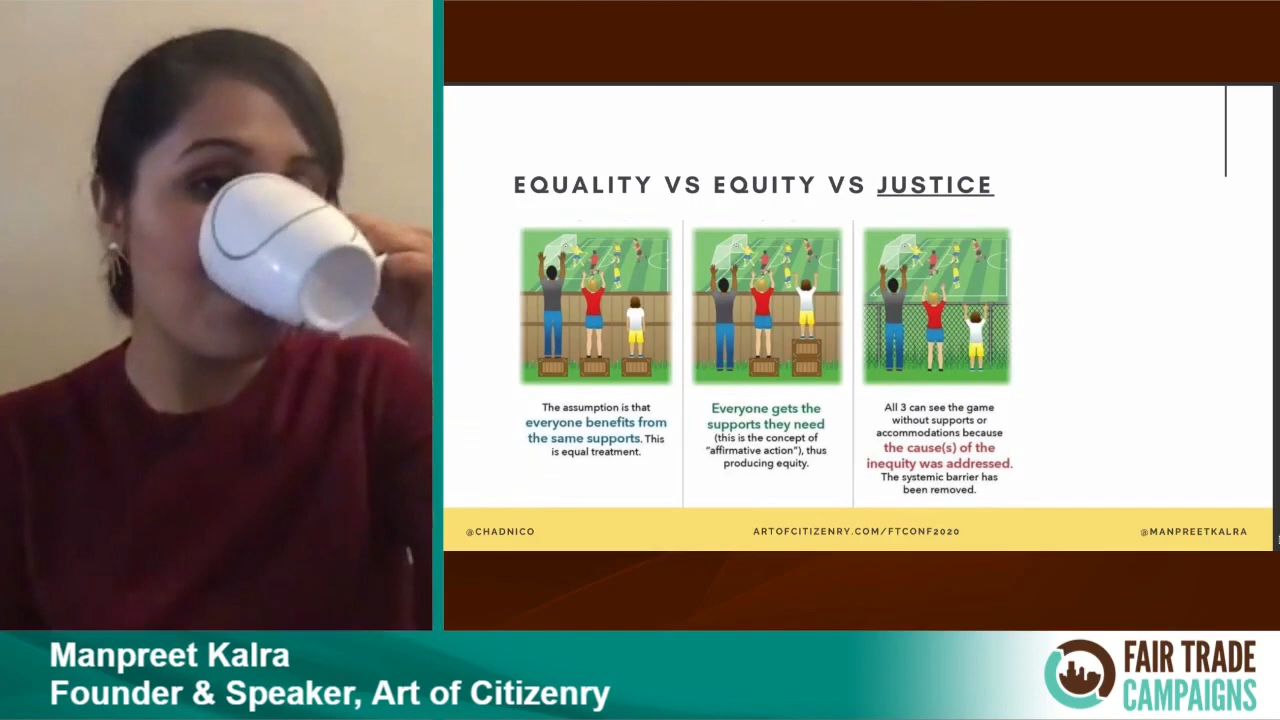 EQUALITY VS EQUITY VS JUSTICE
The assumption is that
everyone benefits from
the same supports. This
is equal treatment.
Everyone gets the
supports they need
(this is the concept of
"affirmative action"), thus
producing equity.
All 3 can see the game
without supports or
accommodations because
the cause(s) of the
inequity was addressed.
The systemic barrier has
been removed.
@CHADNICO
ARTOFCITIZENRY.COM/FTCONF2020
@MANPREETKALRA
Manpreet Kalra
Founder & Speaker, Art of Citizenry
FAIR TRADE
CAMPAIGNS